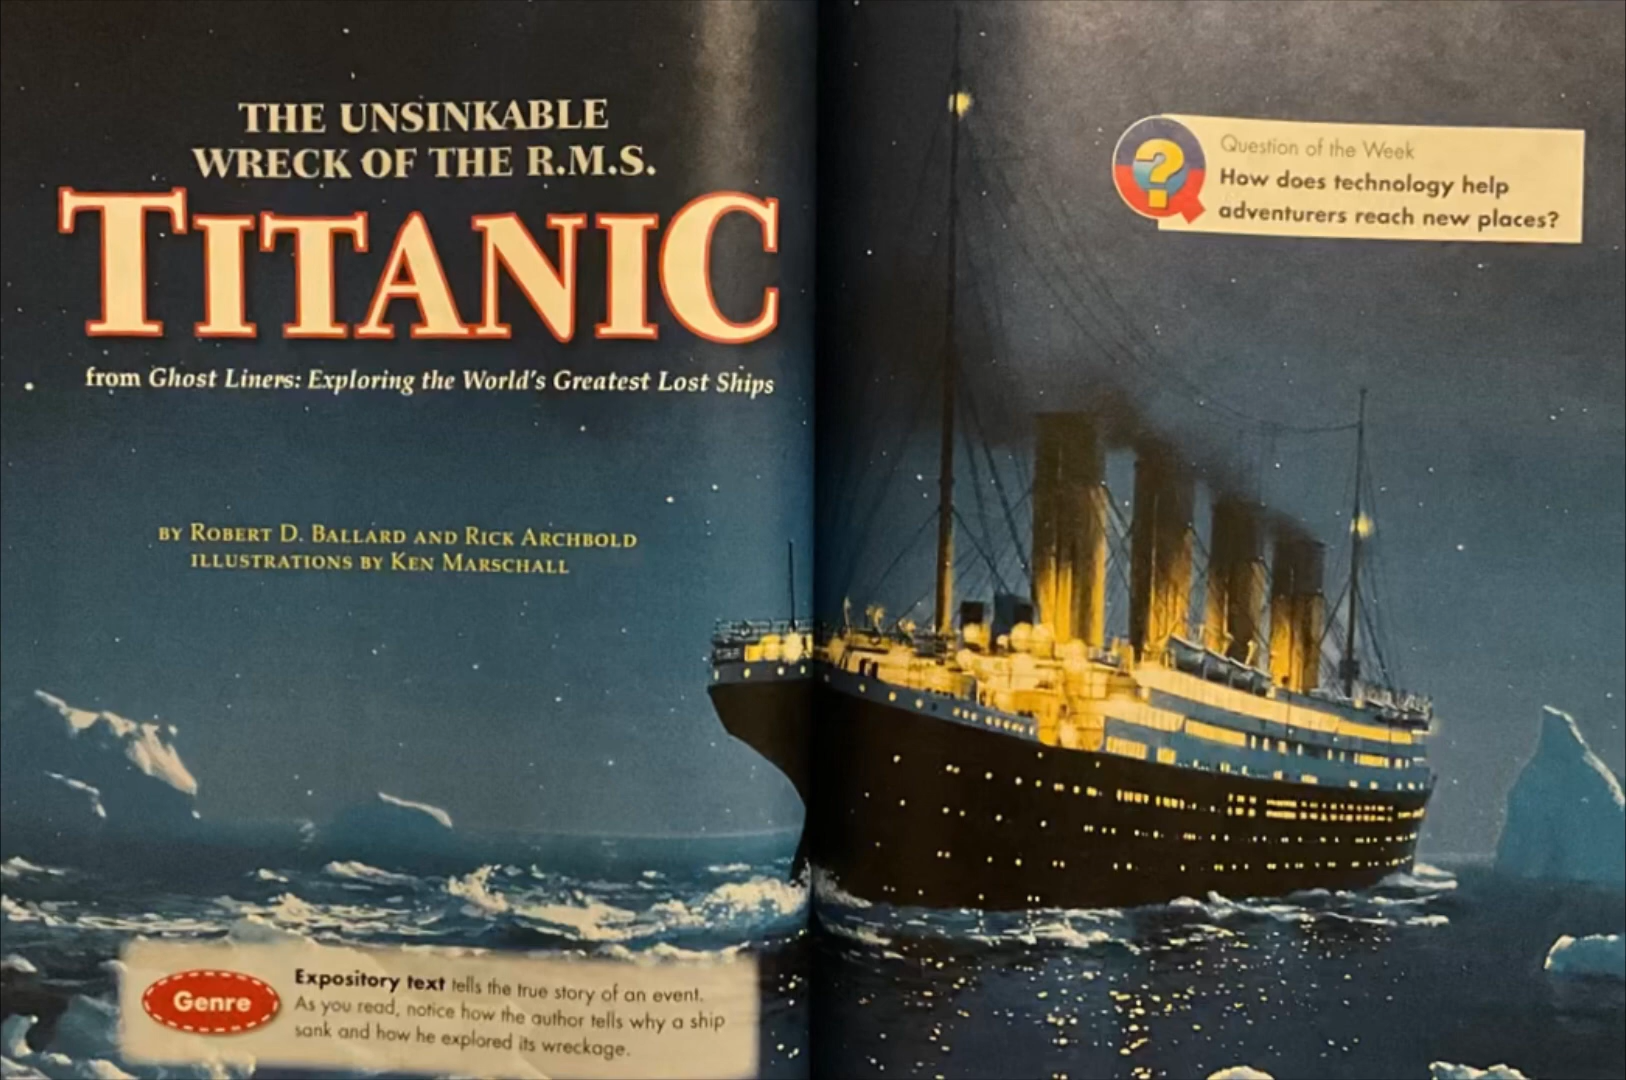 THE UNSINKABLE
WRECK OF THE R.M.S.
TITANIC
from Ghost Liners: Exploring the World's Greatest Lost Ships
BY ROBERT D. BALLARD AND RICK ARCHBOLD
ILLUSTRATIONS BY KEN MARSCHALL
Genre
Expository text tells the true story of an event.
As you read, notice how the author tells why a ship
sank and how he explored its wreckage.
?
Question of the Week
How does technology help
adventurers reach new places?